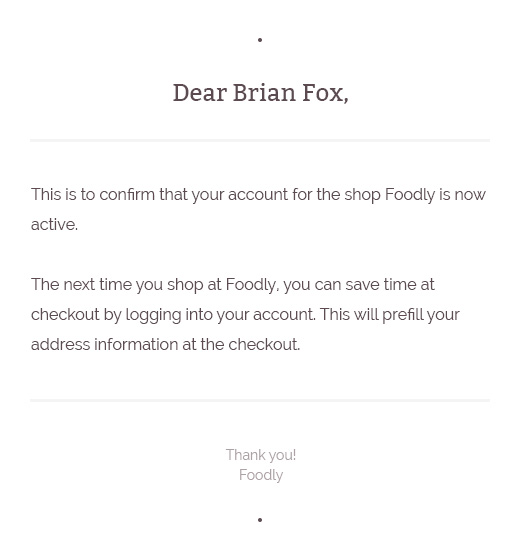 Dear Brian Fox,
This is to confirm that your account for the shop Foodly is now
active.
The next time you shop at Foodly, you can save time at
checkout by logging into your account. This will prefill your
address information at the checkout.
Thank you!
Foodly